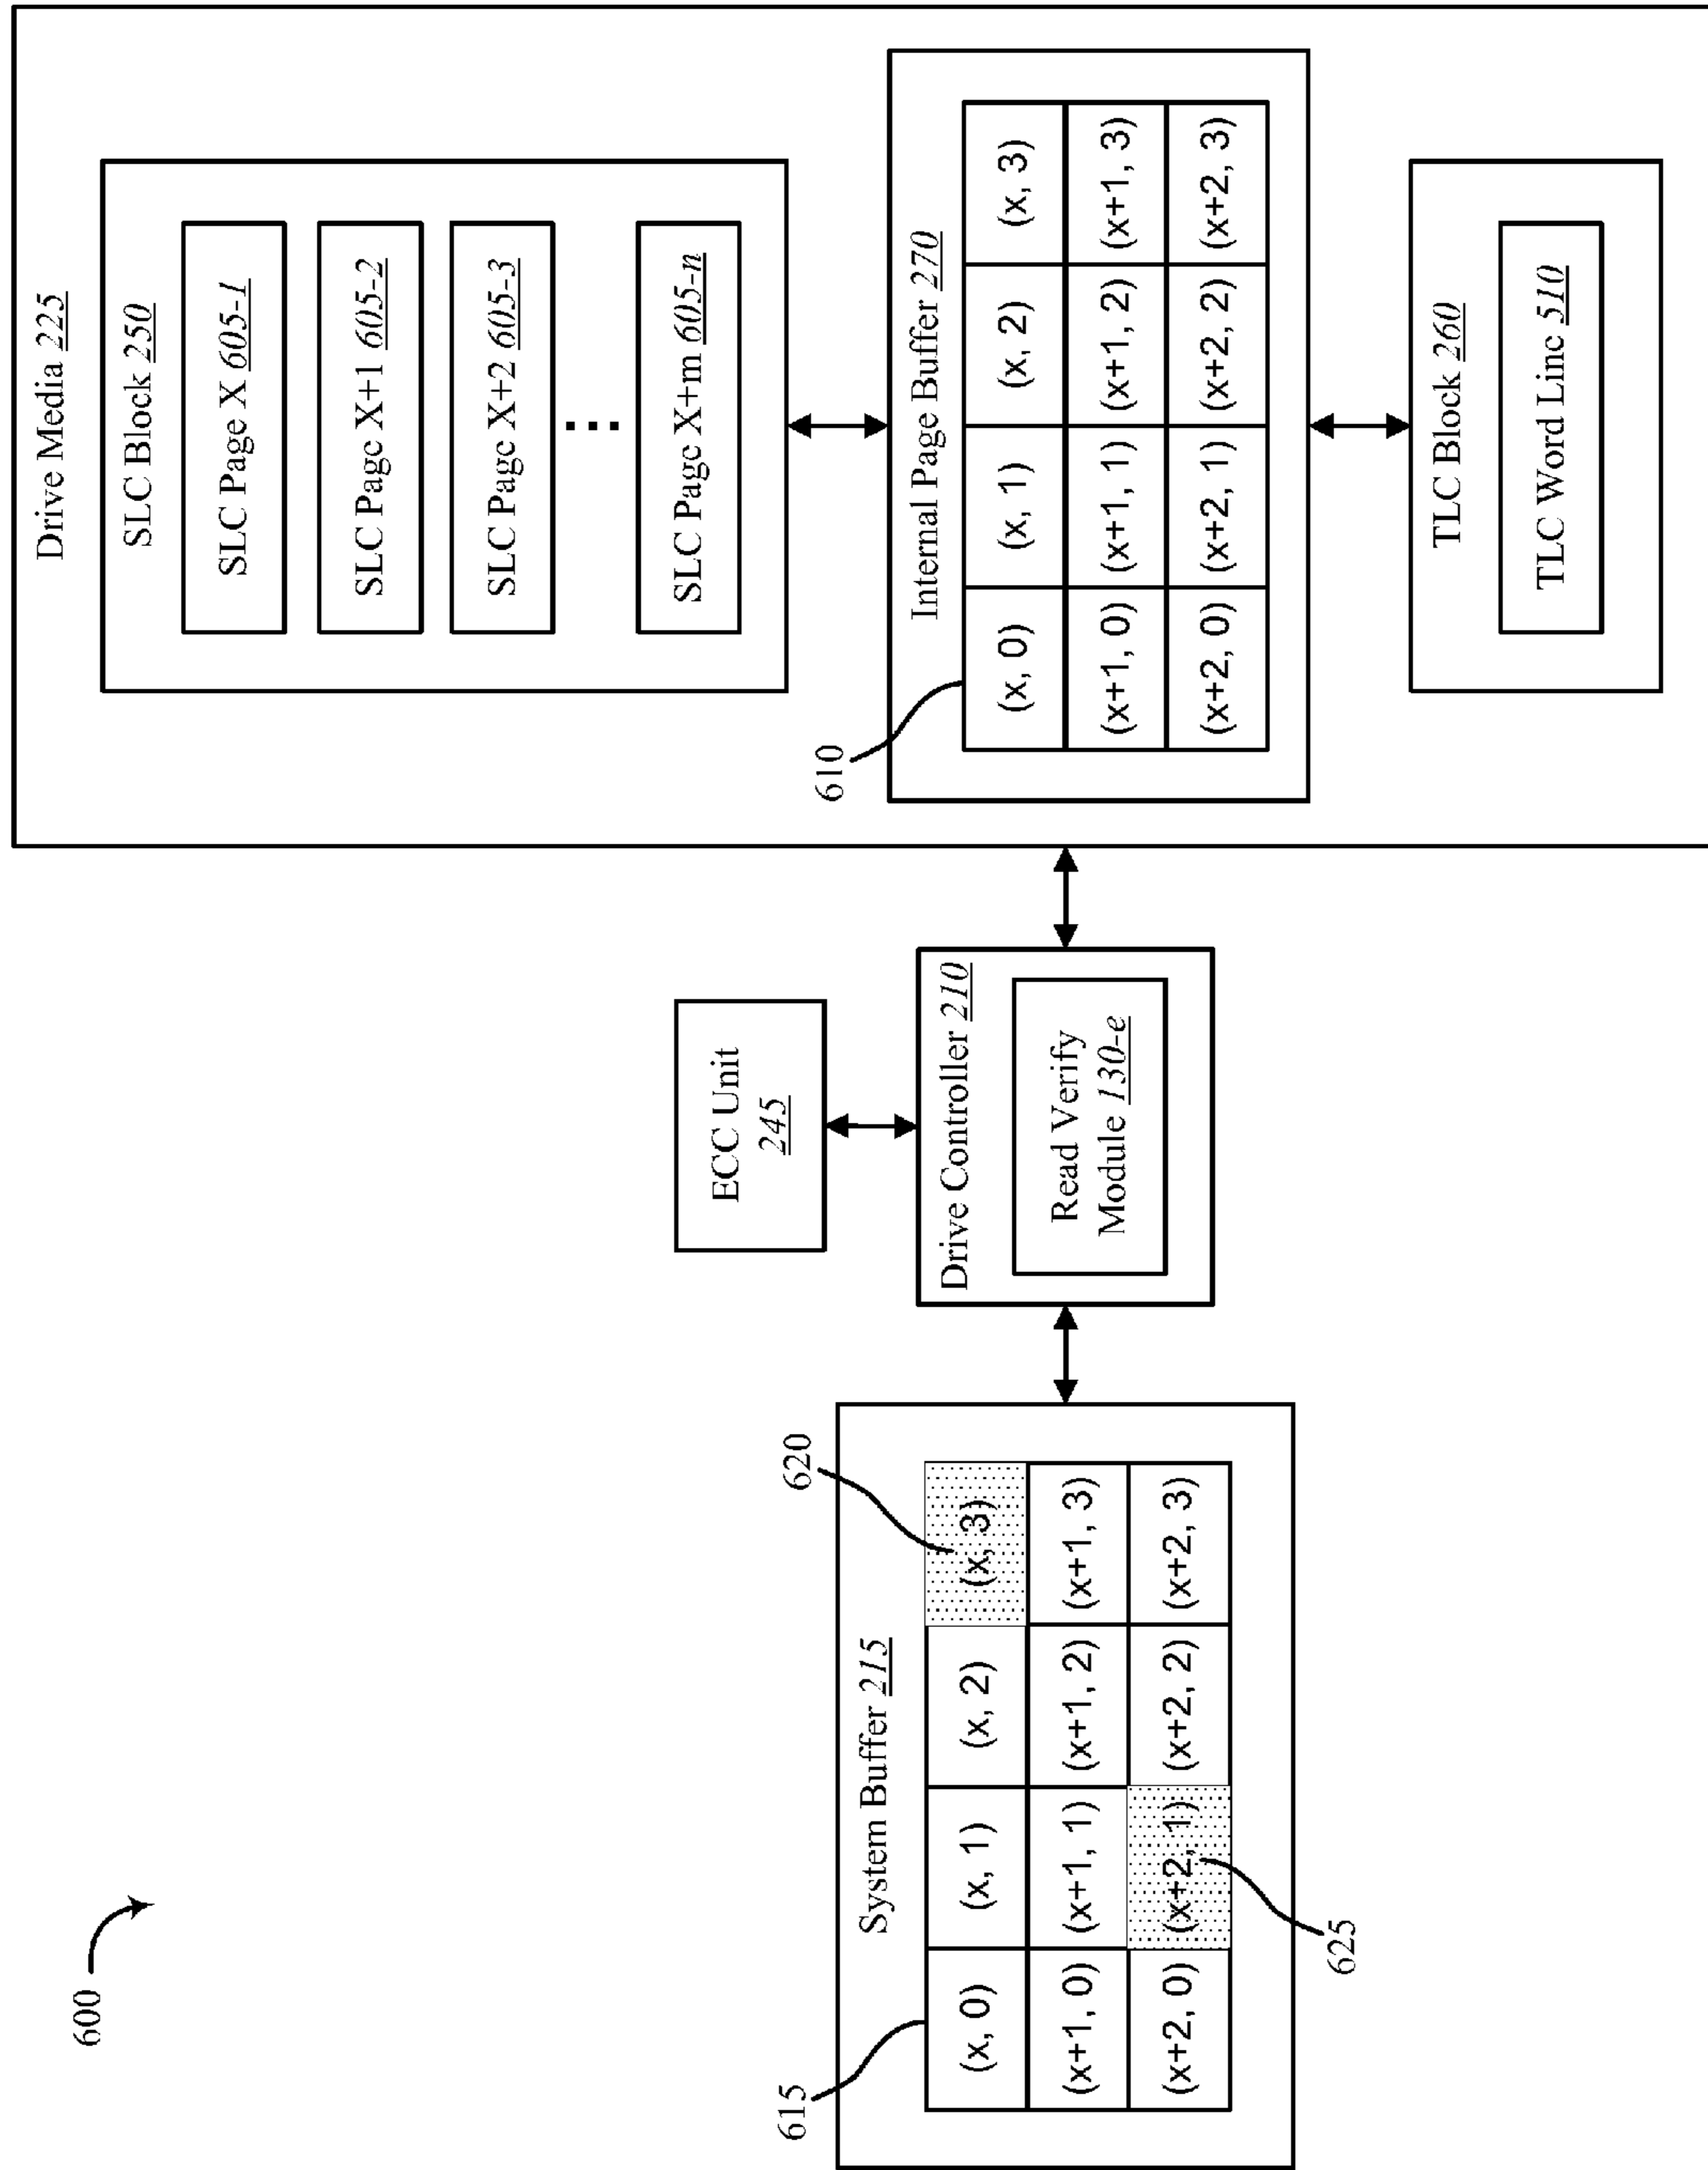 600
System Buffer 215
615
620
(x, 0) (x, 1) (x, 2) (x, 3)
(x+1, 0) (x+1, 1) (x+1, 2) (x+1, 3)
(x+2, 0) (x+2, 1) (x+2, 2) (x+2, 3)
625
ECC Unit
245
Drive Controller 210
Read Verify
Module 130-e
Drive Media 225
SLC Block 250
SLC Page X 605-1
SLC Page X+1 605-2
SLC Page X+2 605-3
...
SLC Page X+m 605-n
610
Internal Page Buffer 270
(x, 0) (x, 1) (x, 2) (x, 3)
(x+1, 0) (x+1, 1) (x+1, 2) (x+1, 3)
(x+2, 0) (x+2, 1) (x+2, 2) (x+2, 3)
TLC Block 260
TLC Word Line 510